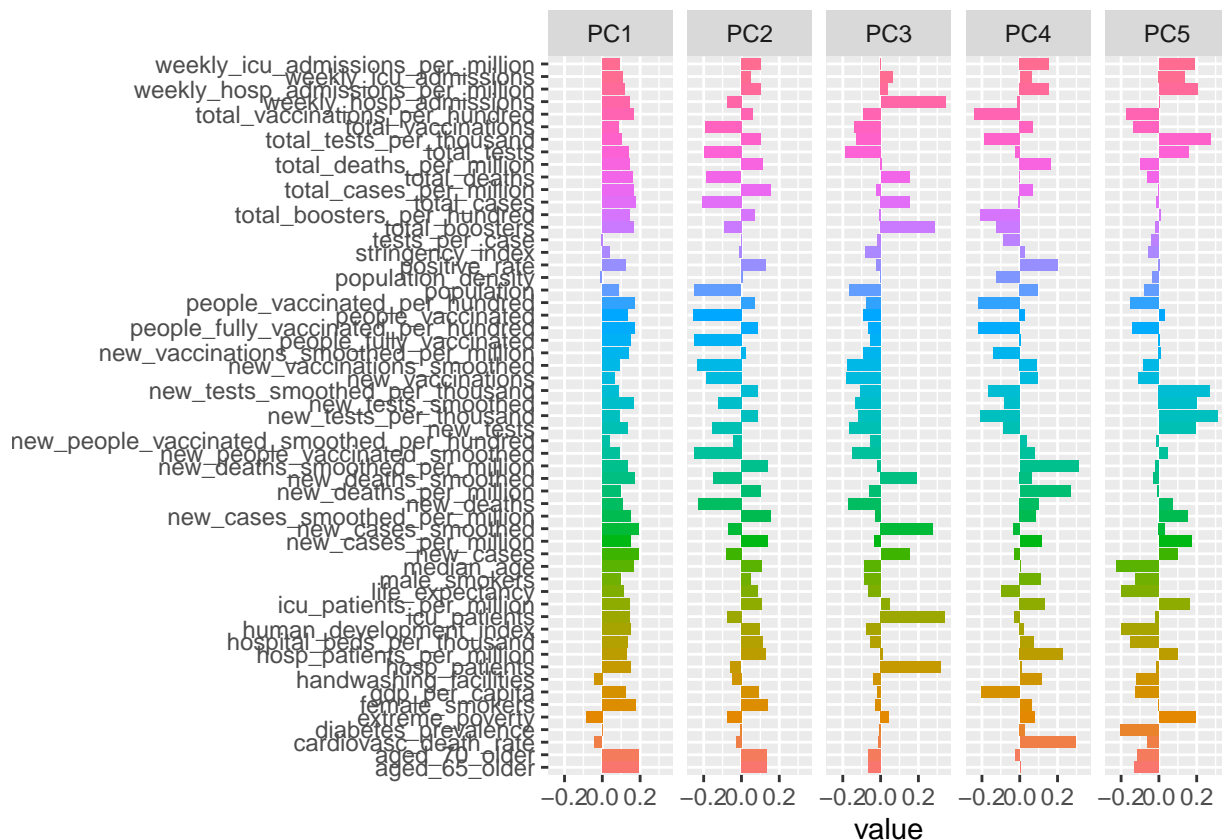 PC1 PC2 PC3 PC4 PC5
weekly_icu_admissions_per_million
weekly_icu_admissions
weekly_hosp_admissions_per_million
weekly_hosp_admissions
total_vaccinations_per_hundred
total_vaccinations
total_tests_per_thousand
total_tests
total_deaths_per_million
total_deaths
total_cases_per_million
total_cases
total_boosters_per_hundred
total_boosters
tests_per_case
stringency_index
positive_rate
population_density
population
people_vaccinated_per_hundred
people_vaccinated
people_fully_vaccinated_per_hundred
people_fully_vaccinated
new_vaccinations_smoothed_per_million
new_vaccinations_smoothed
new_vaccinations
new_tests_smoothed_per_thousand
new_tests_smoothed
new_tests_per_thousand
new_tests
new_people_vaccinated_smoothed_per_hundred
new_people_vaccinated_smoothed
new_deaths_smoothed_per_million
new_deaths_smoothed
new_deaths_per_million
new_deaths
new_cases_smoothed_per_million
new_cases_smoothed
new_cases_per_million
new_cases
median_age
male_smokers
life_expectancy
icu_patients_per_million
icu_patients
human_development_index
hospital_beds_per_thousand
hosp_patients_per_million
hosp_patients
handwashing_facilities
gdp_per_capita
female_smokers
extreme_poverty
diabetes_prevalence
cardiovasc_death_rate
aged_70_older
aged_65_older
−0.2 0.0 0.2 −0.2 0.0 0.2 −0.2 0.0 0.2 −0.2 0.0 0.2 −0.2 0.0 0.2
value